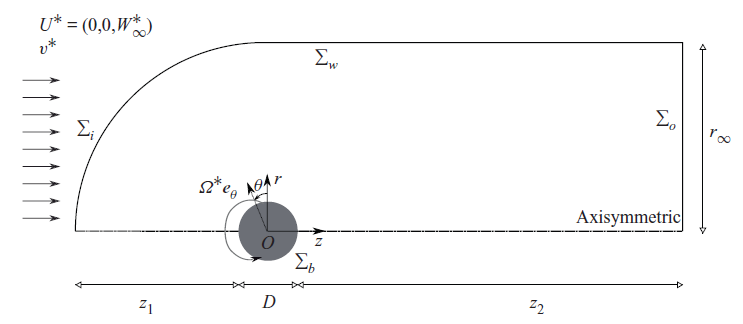 U* = (0,0,W*∞)
ν*
Σw
Σi
Σo
r∞
Ω*eθ
θ
r
Axisymmetric
O
z
Σb
z1
D
z2